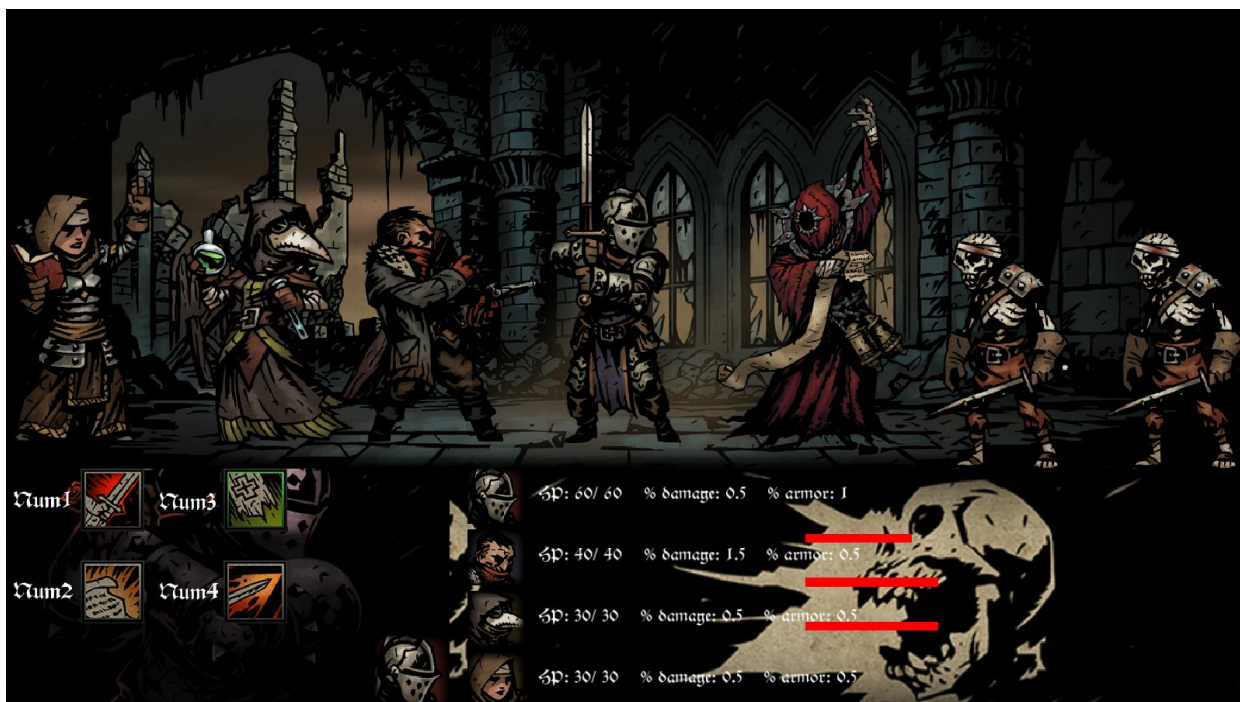 Num1
Num3
Num2
Num4
HP: 60/ 60 % damage: 0.5 % armor: 1
HP: 40/ 40 % damage: 1.5 % armor: 0.5
HP: 30/ 30 % damage: 0.5 % armor: 0.5
HP: 30/ 30 % damage: 0.5 % armor: 0.5